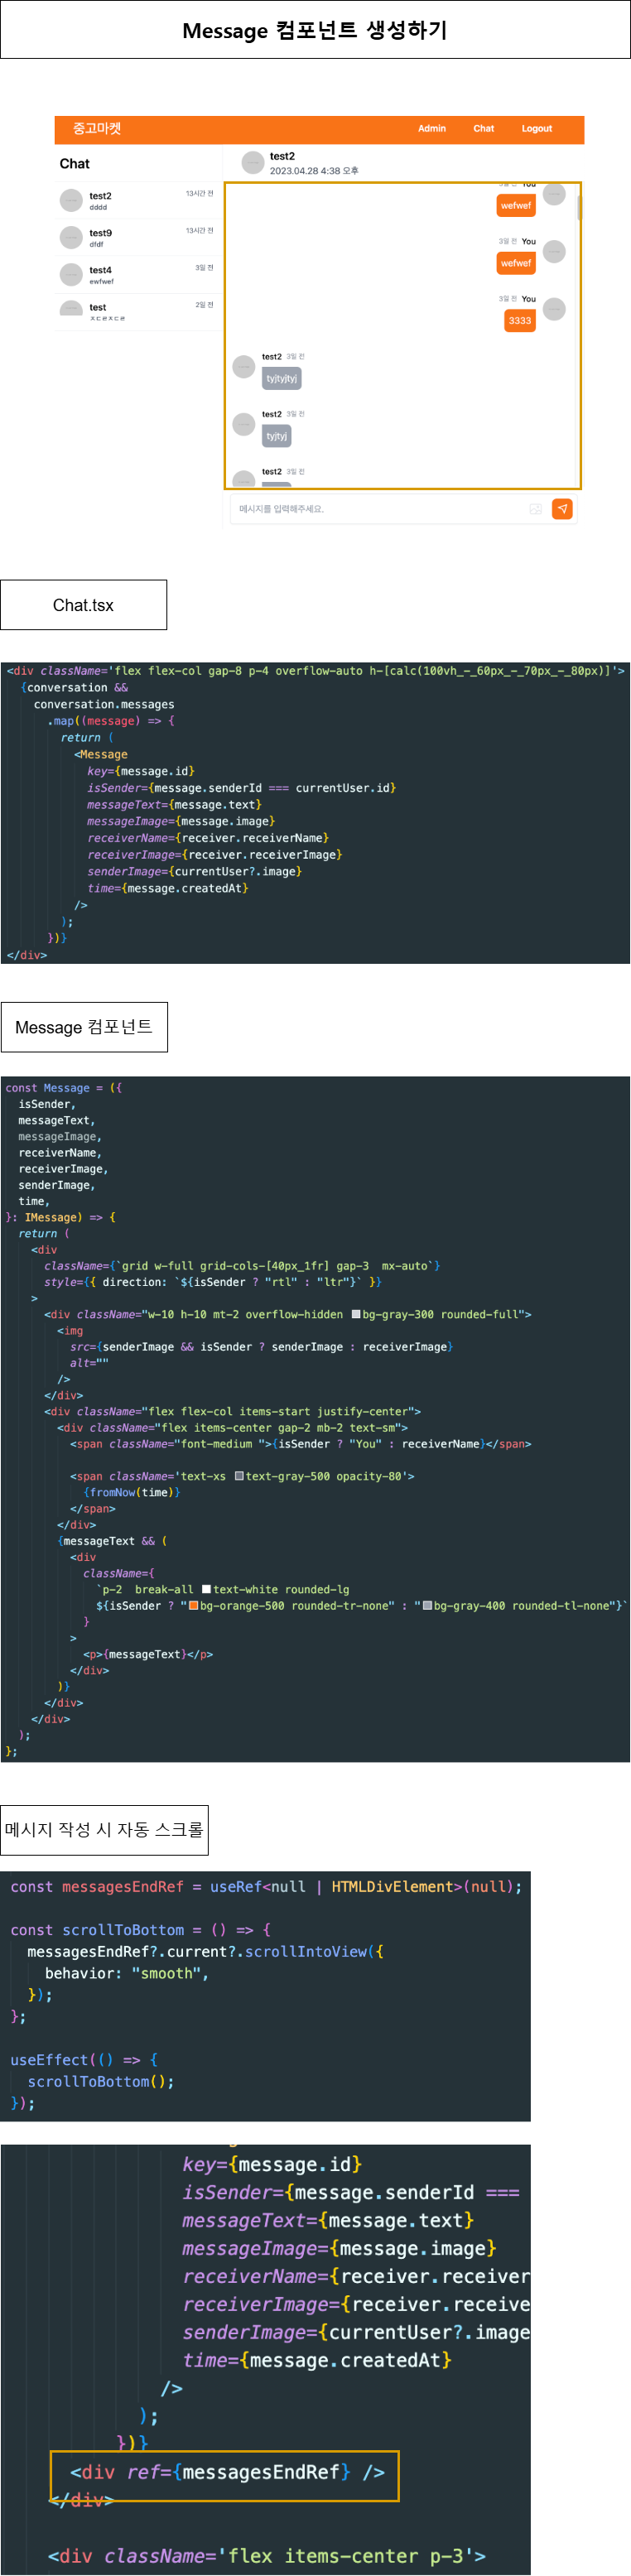 Message 컴포넌트 생성하기
중고마켓
Admin Chat Logout
Chat
test2 13시간 전
dddd
test9 13시간 전
dfdf
test4 3일 전
ewfwef
test 2일 전
ㅊㄷㄹㅊㄷㄹ
test2
2023.04.28 4:38 오후
3일 전 You
wefwef
3일 전 You
wefwef
3일 전 You
3333
test2 3일 전
tyjtyjtyj
test2 3일 전
tyjtyj
test2 3일 전
메시지를 입력해주세요.
Chat.tsx
<div className='flex flex-col gap-8 p-4 overflow-auto h-[calc(100vh_-_60px_-_70px_-_80px)]'>
{conversation &&
conversation.messages
.map((message) => {
return (
<Message
key={message.id}
isSender={message.senderId === currentUser.id}
messageText={message.text}
messageImage={message.image}
receiverName={receiver.receiverName}
receiverImage={receiver.receiverImage}
senderImage={currentUser?.image}
time={message.createdAt}
/>
);
})}
</div>
Message 컴포넌트
const Message = ({
isSender,
messageText,
messageImage,
receiverName,
receiverImage,
senderImage,
time,
}: IMessage) => {
return (
<div
className={`grid w-full grid-cols-[40px_1fr] gap-3  mx-auto`}
style={{ direction: `${isSender ? "rtl" : "ltr"}` }}
>
<div className="w-10 h-10 mt-2 overflow-hidden bg-gray-300 rounded-full">
<img
src={senderImage && isSender ? senderImage : receiverImage}
alt=""
/>
</div>
<div className="flex flex-col items-start justify-center">
<div className="flex items-center gap-2 mb-2 text-sm">
<span className="font-medium ">{isSender ? "You" : receiverName}</span>
<span className='text-xs text-gray-500 opacity-80'>
{fromNow(time)}
</span>
</div>
{messageText && (
<div
className={
`p-2  break-all text-white rounded-lg
${isSender ? "bg-orange-500 rounded-tr-none" : "bg-gray-400 rounded-tl-none"}`
}
>
<p>{messageText}</p>
</div>
)}
</div>
</div>
);
};
메시지 작성 시 자동 스크롤
const messagesEndRef = useRef<null | HTMLDivElement>(null);
const scrollToBottom = () => {
messagesEndRef?.current?.scrollIntoView({
behavior: "smooth",
});
};
useEffect(() => {
scrollToBottom();
});
key={message.id}
isSender={message.senderId ===
messageText={message.text}
messageImage={message.image}
receiverName={receiver.receiver
receiverImage={receiver.receive
senderImage={currentUser?.image
time={message.createdAt}
/>
);
})}
<div ref={messagesEndRef} />
</div>
<div className='flex items-center p-3'>